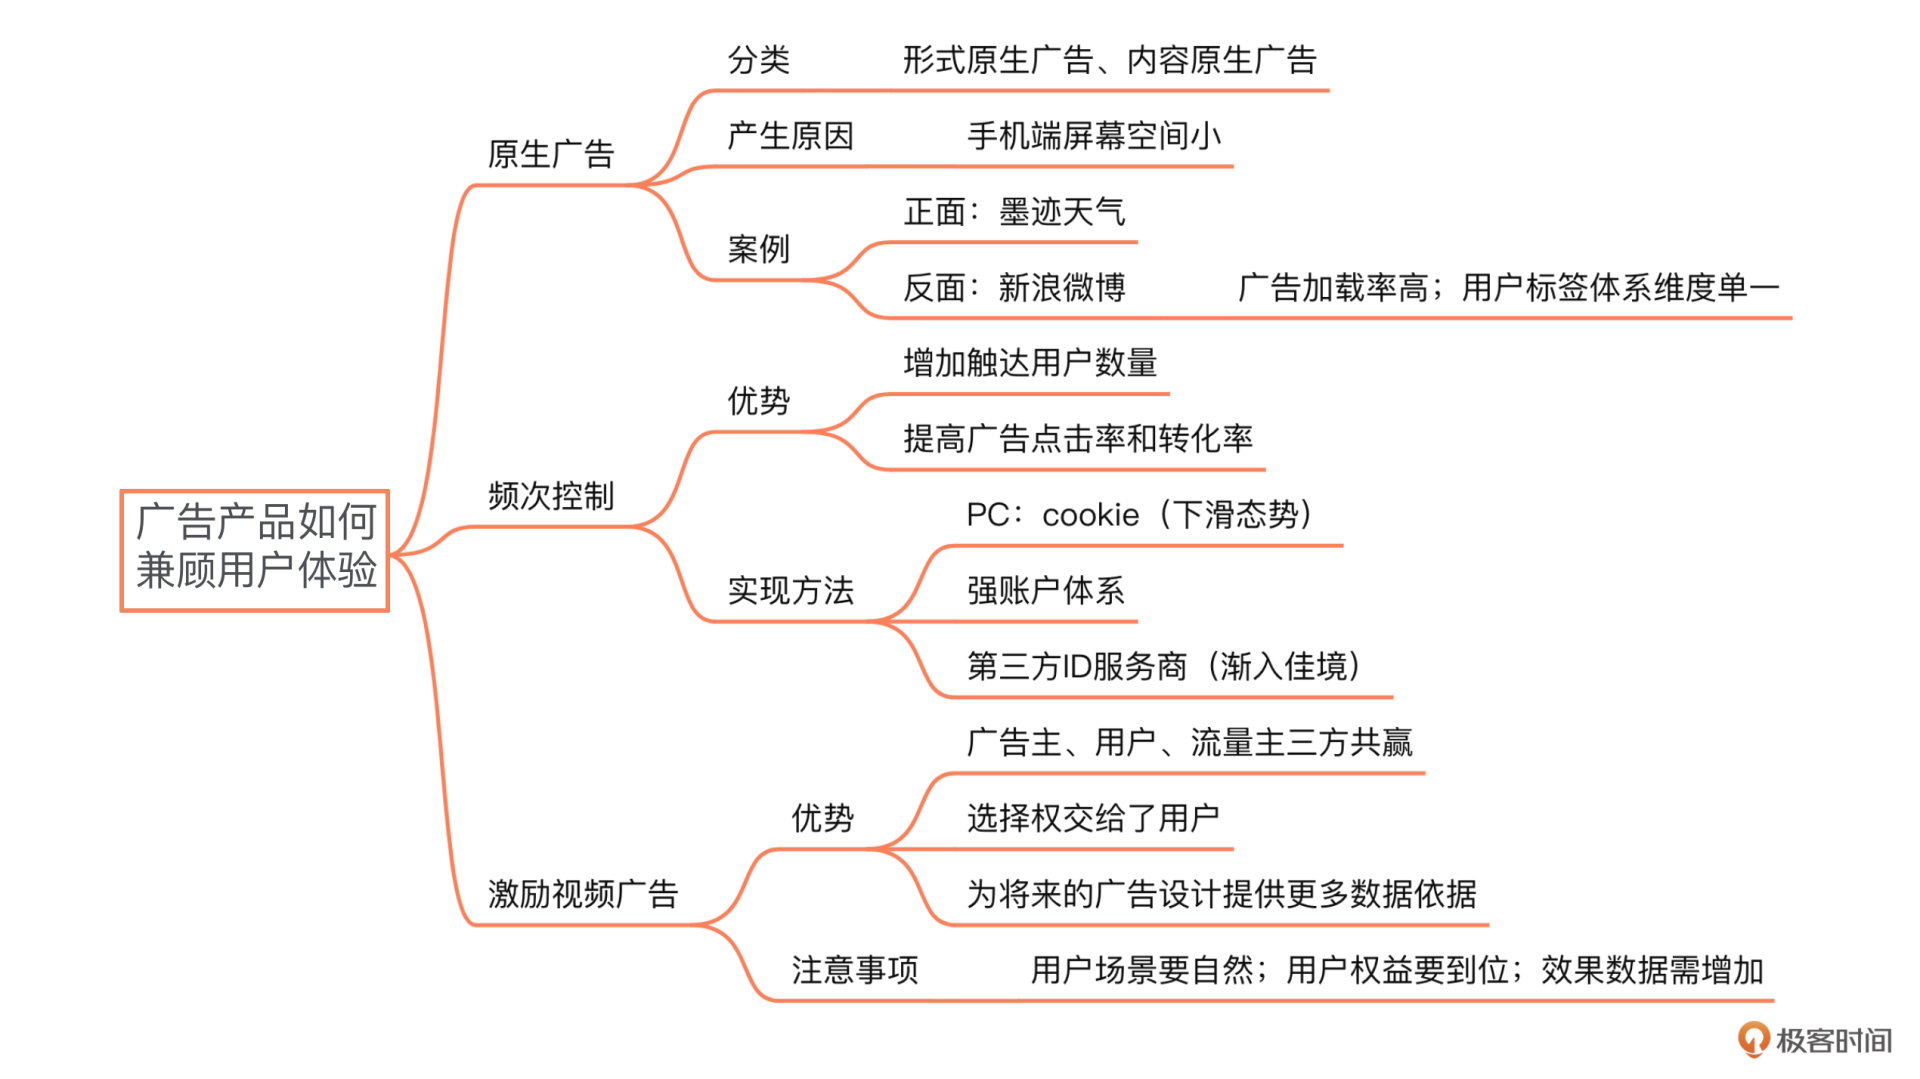 广告产品如何
兼顾用户体验
原生广告
分类
形式原生广告、内容原生广告
产生原因
手机端屏幕空间小
案例
正面：墨迹天气
反面：新浪微博
广告加载率高；用户标签体系维度单一
频次控制
优势
增加触达用户数量
提高广告点击率和转化率
实现方法
PC：cookie（下滑态势）
强账户体系
第三方ID服务商（渐入佳境）
激励视频广告
优势
广告主、用户、流量主三方共赢
选择权交给了用户
为将来的广告设计提供更多数据依据
注意事项
用户场景要自然；用户权益要到位；效果数据需增加
极客时间